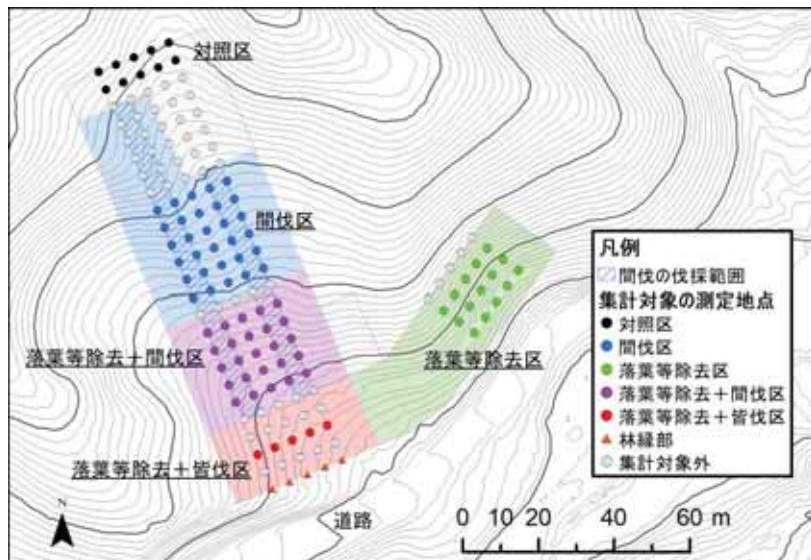 対照区
間伐区
落葉等除去＋間伐区
落葉等除去区
落葉等除去＋皆伐区
道路
N
凡例
間伐の伐採範囲
集計対象の測定地点
対照区
間伐区
落葉等除去区
落葉等除去＋間伐区
落葉等除去＋皆伐区
林縁部
集計対象外
0 10 20 40 60 m